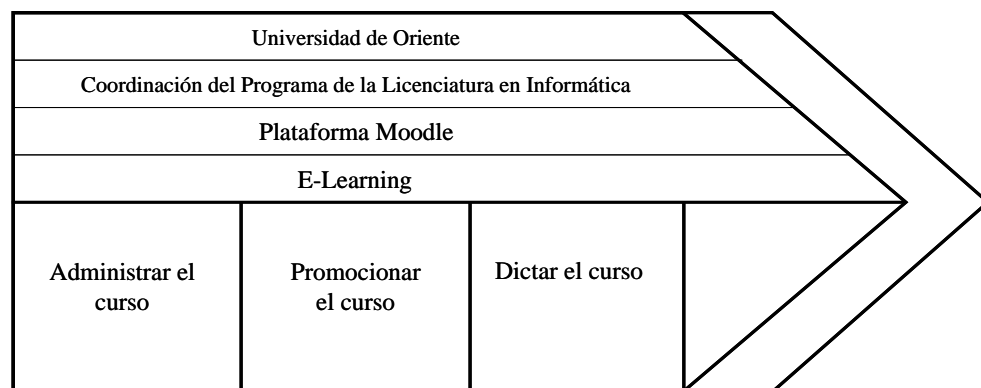 Universidad de Oriente
Coordinación del Programa de la Licenciatura en Informática
Plataforma Moodle
E-Learning
Administrar el
curso
Promocionar
el curso
Dictar el curso